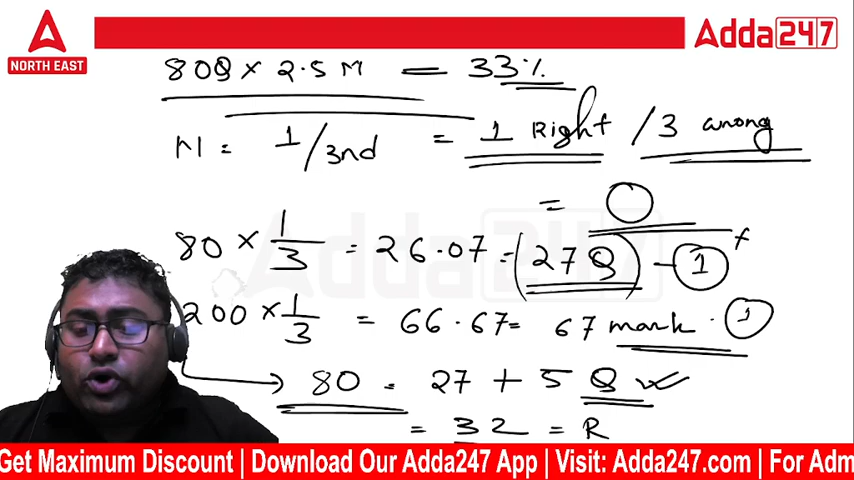 NORTH EAST
Adda247
80Q × 2.5 M = 33%
M = 1/3nd = 1 Right / 3 wrong
= 0
80 × 1/3 = 26.07 = (27 Q) - 1
200 × 1/3 = 66.67 = 67 mark. 1
→ 80 = 27 + 5 Q
= 32 = R
Get Maximum Discount | Download Our Adda247 App | Visit: Adda247.com | For Adm